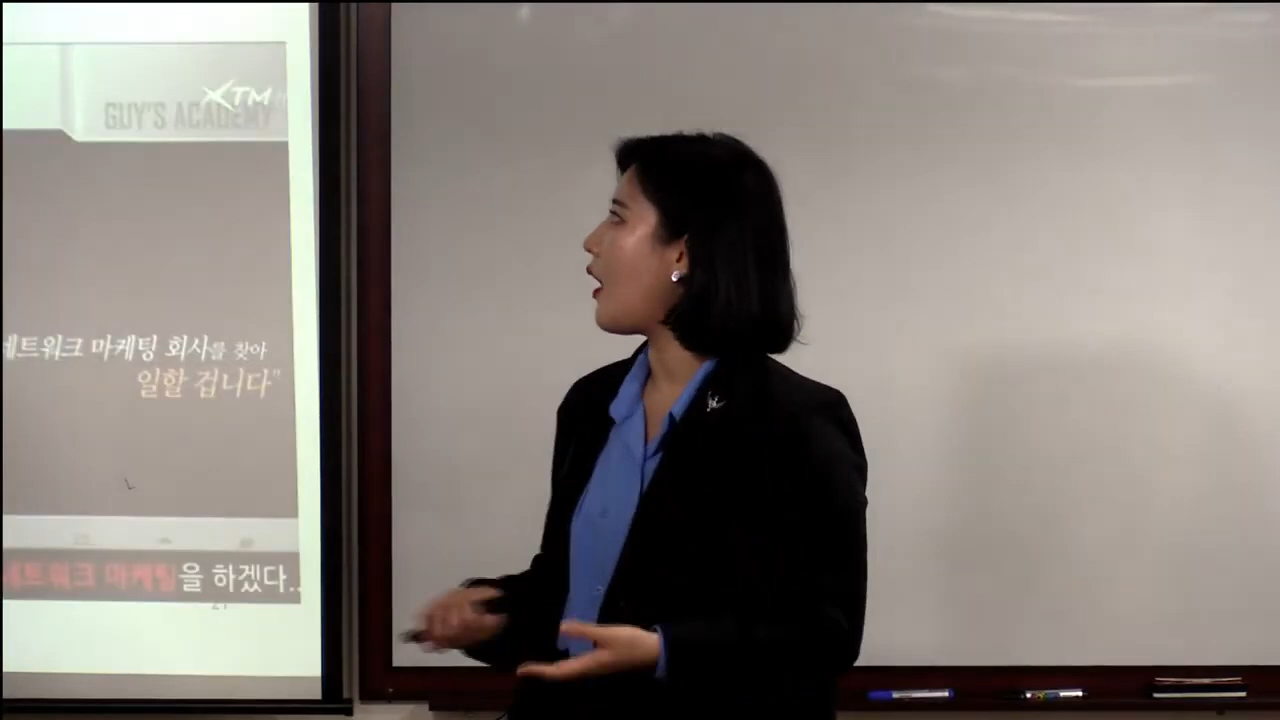 XTM
GUY'S ACADEMY
네트워크 마케팅 회사를 찾아
일할 겁니다"
네트워크 마케팅을 하겠다..
21